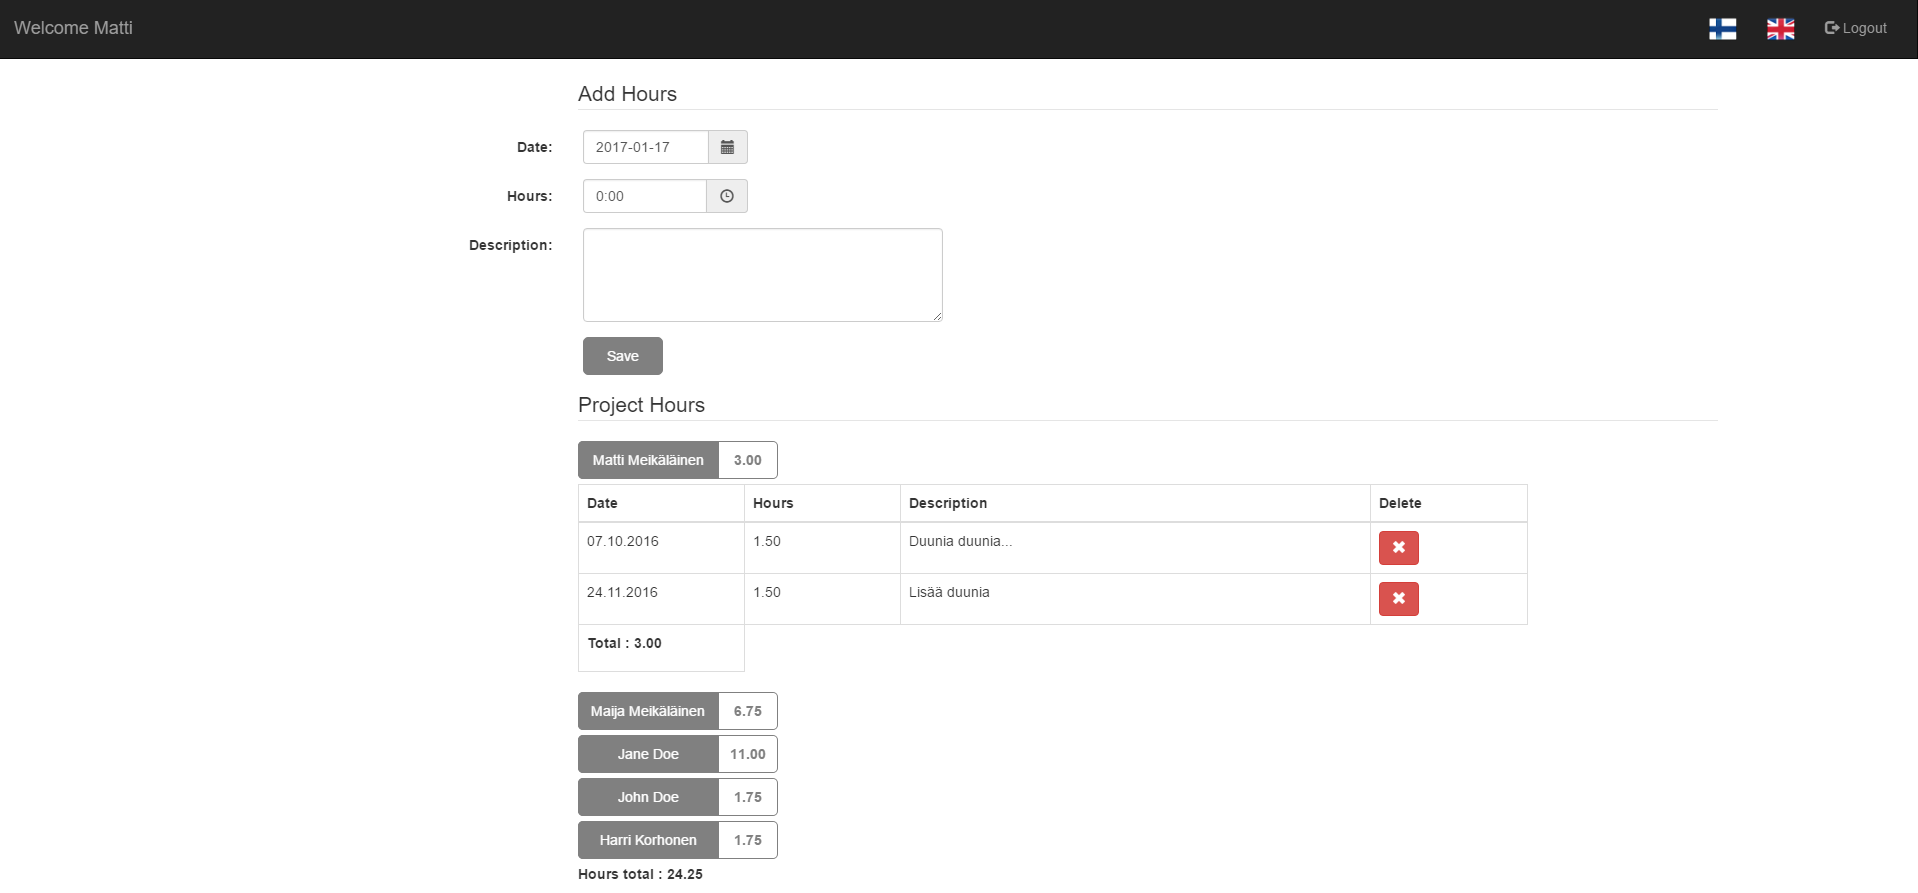 Welcome Matti
Logout
Add Hours
Date: 2017-01-17
Hours: 0:00
Description:
Save
Project Hours
Matti Meikäläinen 3.00
Date Hours Description Delete
07.10.2016 1.50 Duunia duunia...
24.11.2016 1.50 Lisää duunia
Total : 3.00
Maija Meikäläinen 6.75
Jane Doe 11.00
John Doe 1.75
Harri Korhonen 1.75
Hours total : 24.25